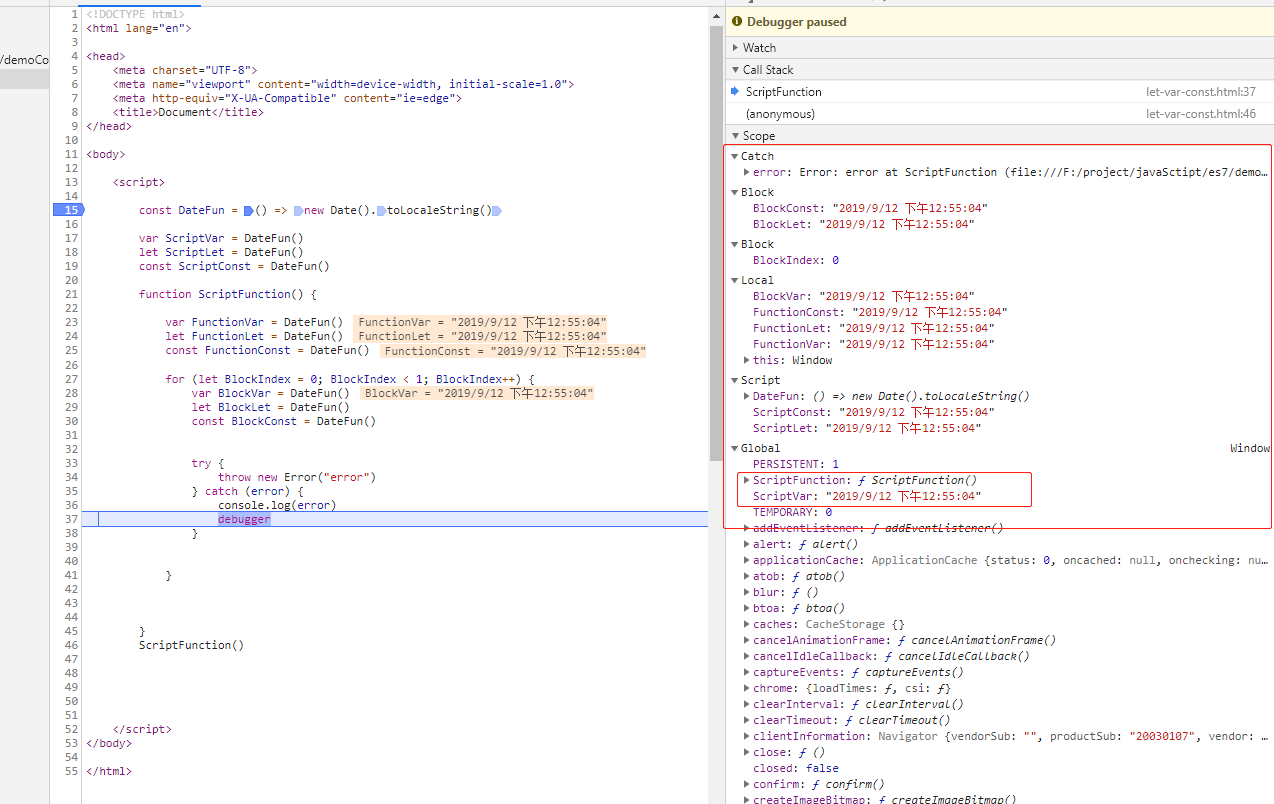 /demoCo
1 <!DOCTYPE html>
2 <html lang="en">
3
4 <head>
5 <meta charset="UTF-8">
6 <meta name="viewport" content="width=device-width, initial-scale=1.0">
7 <meta http-equiv="X-UA-Compatible" content="ie=edge">
8 <title>Document</title>
9 </head>
10
11 <body>
12
13 <script>
14
15 const DateFun = () => new Date().toLocaleString()
16
17 var ScriptVar = DateFun()
18 let ScriptLet = DateFun()
19 const ScriptConst = DateFun()
20
21 function ScriptFunction() {
22
23 var FunctionVar = DateFun() FunctionVar = "2019/9/12 下午12:55:04"
24 let FunctionLet = DateFun() FunctionLet = "2019/9/12 下午12:55:04"
25 const FunctionConst = DateFun() FunctionConst = "2019/9/12 下午12:55:04"
26
27 for (let BlockIndex = 0; BlockIndex < 1; BlockIndex++) {
28 var BlockVar = DateFun() BlockVar = "2019/9/12 下午12:55:04"
29 let BlockLet = DateFun()
30 const BlockConst = DateFun()
31
32
33 try {
34 throw new Error("error")
35 } catch (error) {
36 console.log(error)
37 debugger
38 }
39
40
41 }
42
43
44
45 }
46 ScriptFunction()
47
48
49
50
51
52 </script>
53 </body>
54
55 </html>
Debugger paused
Watch
Call Stack
ScriptFunction let-var-const.html:37
(anonymous) let-var-const.html:46
Scope
Catch
error: Error: error at ScriptFunction (file:///F:/project/javaSctipt/es7/demo…
Block
BlockConst: "2019/9/12 下午12:55:04"
BlockLet: "2019/9/12 下午12:55:04"
Block
BlockIndex: 0
Local
BlockVar: "2019/9/12 下午12:55:04"
FunctionConst: "2019/9/12 下午12:55:04"
FunctionLet: "2019/9/12 下午12:55:04"
FunctionVar: "2019/9/12 下午12:55:04"
this: Window
Script
DateFun: () => new Date().toLocaleString()
ScriptConst: "2019/9/12 下午12:55:04"
ScriptLet: "2019/9/12 下午12:55:04"
Global Window
PERSISTENT: 1
ScriptFunction: ƒ ScriptFunction()
ScriptVar: "2019/9/12 下午12:55:04"
TEMPORARY: 0
addEventListener: ƒ addEventListener()
alert: ƒ alert()
applicationCache: ApplicationCache {status: 0, oncached: null, onchecking: nu…
atob: ƒ atob()
blur: ƒ ()
btoa: ƒ btoa()
caches: CacheStorage {}
cancelAnimationFrame: ƒ cancelAnimationFrame()
cancelIdleCallback: ƒ cancelIdleCallback()
captureEvents: ƒ captureEvents()
chrome: {loadTimes: ƒ, csi: ƒ}
clearInterval: ƒ clearInterval()
clearTimeout: ƒ clearTimeout()
clientInformation: Navigator {vendorSub: "", productSub: "20030107", vendor: …
close: ƒ ()
closed: false
confirm: ƒ confirm()
createImageBitmap: ƒ createImageBitmap()